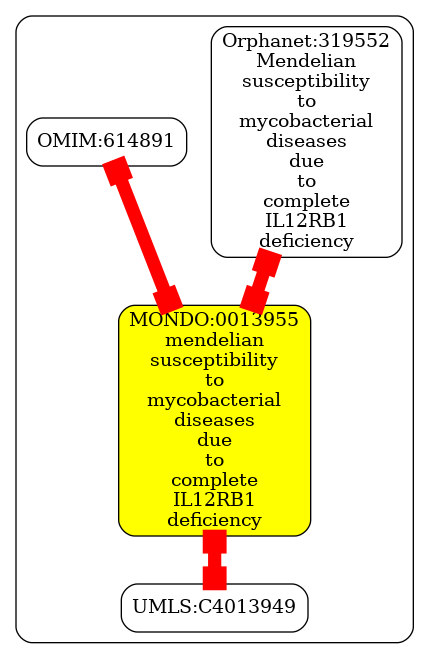 Orphanet:319552
Mendelian
susceptibility
to
mycobacterial
diseases
due
to
complete
IL12RB1
deficiency
OMIM:614891
MONDO:0013955
mendelian
susceptibility
to
mycobacterial
diseases
due
to
complete
IL12RB1
deficiency
UMLS:C4013949